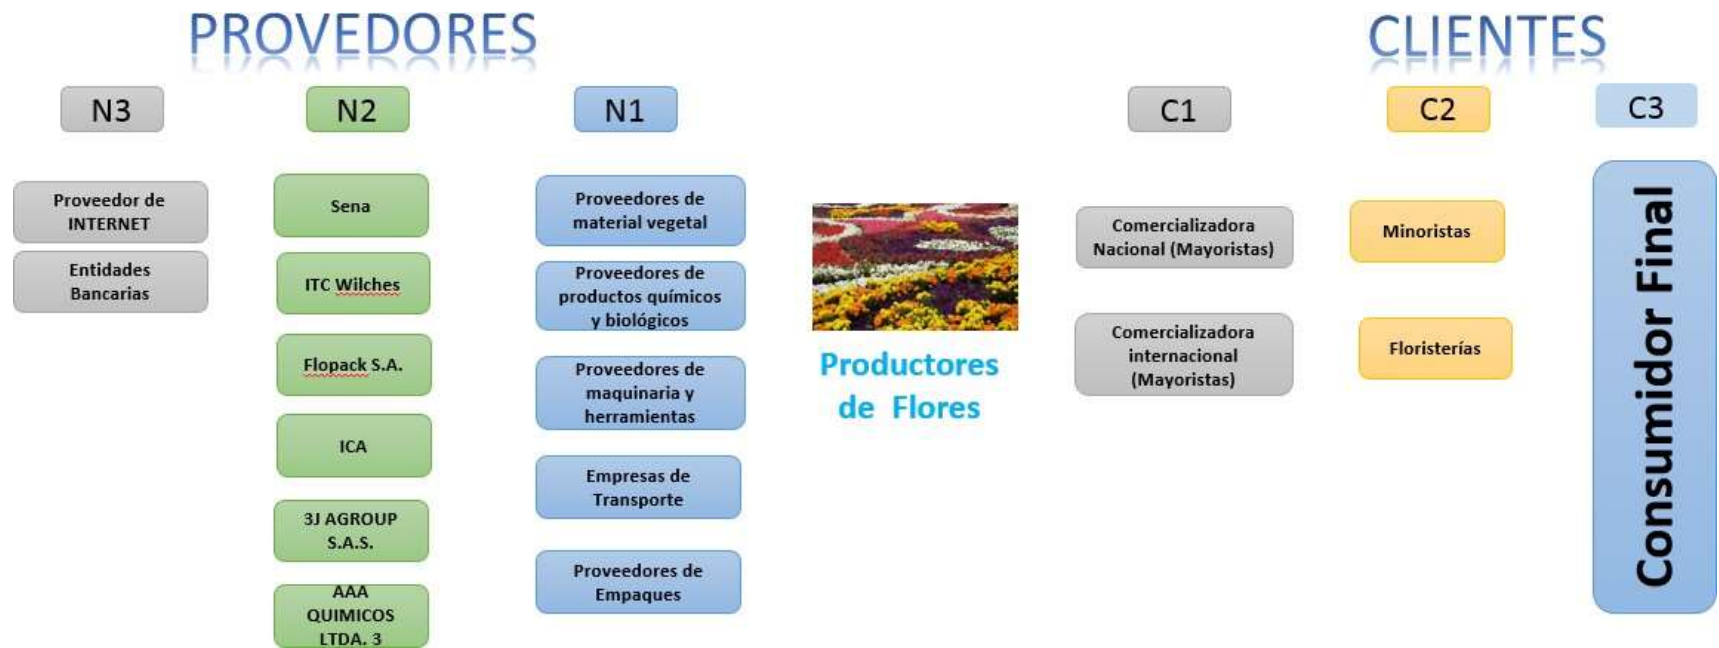 PROVEDORES
CLIENTES
N3
N2
N1
C1
C2
C3
Proveedor de
INTERNET
Entidades
Bancarias
Sena
ITC Wilches
Flopack S.A.
ICA
3J AGROUP
S.A.S.
AAA
QUIMICOS
LTDA. 3
Proveedores de
material vegetal
Proveedores de
productos químicos
y biológicos
Proveedores de
maquinaria y
herramientas
Empresas de
Transporte
Proveedores de
Empaques
Productores
de Flores
Comercializadora
Nacional (Mayoristas)
Comercializadora
internacional
(Mayoristas)
Minoristas
Floristerías
Consumidor Final